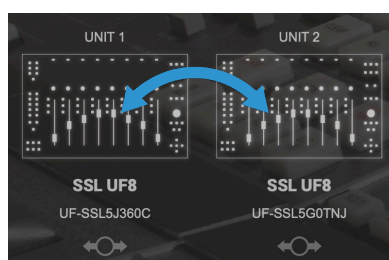 UNIT 1
UNIT 2
SSL UF8
SSL UF8
UF-SSL5J360C
UF-SSL5G0TNJ